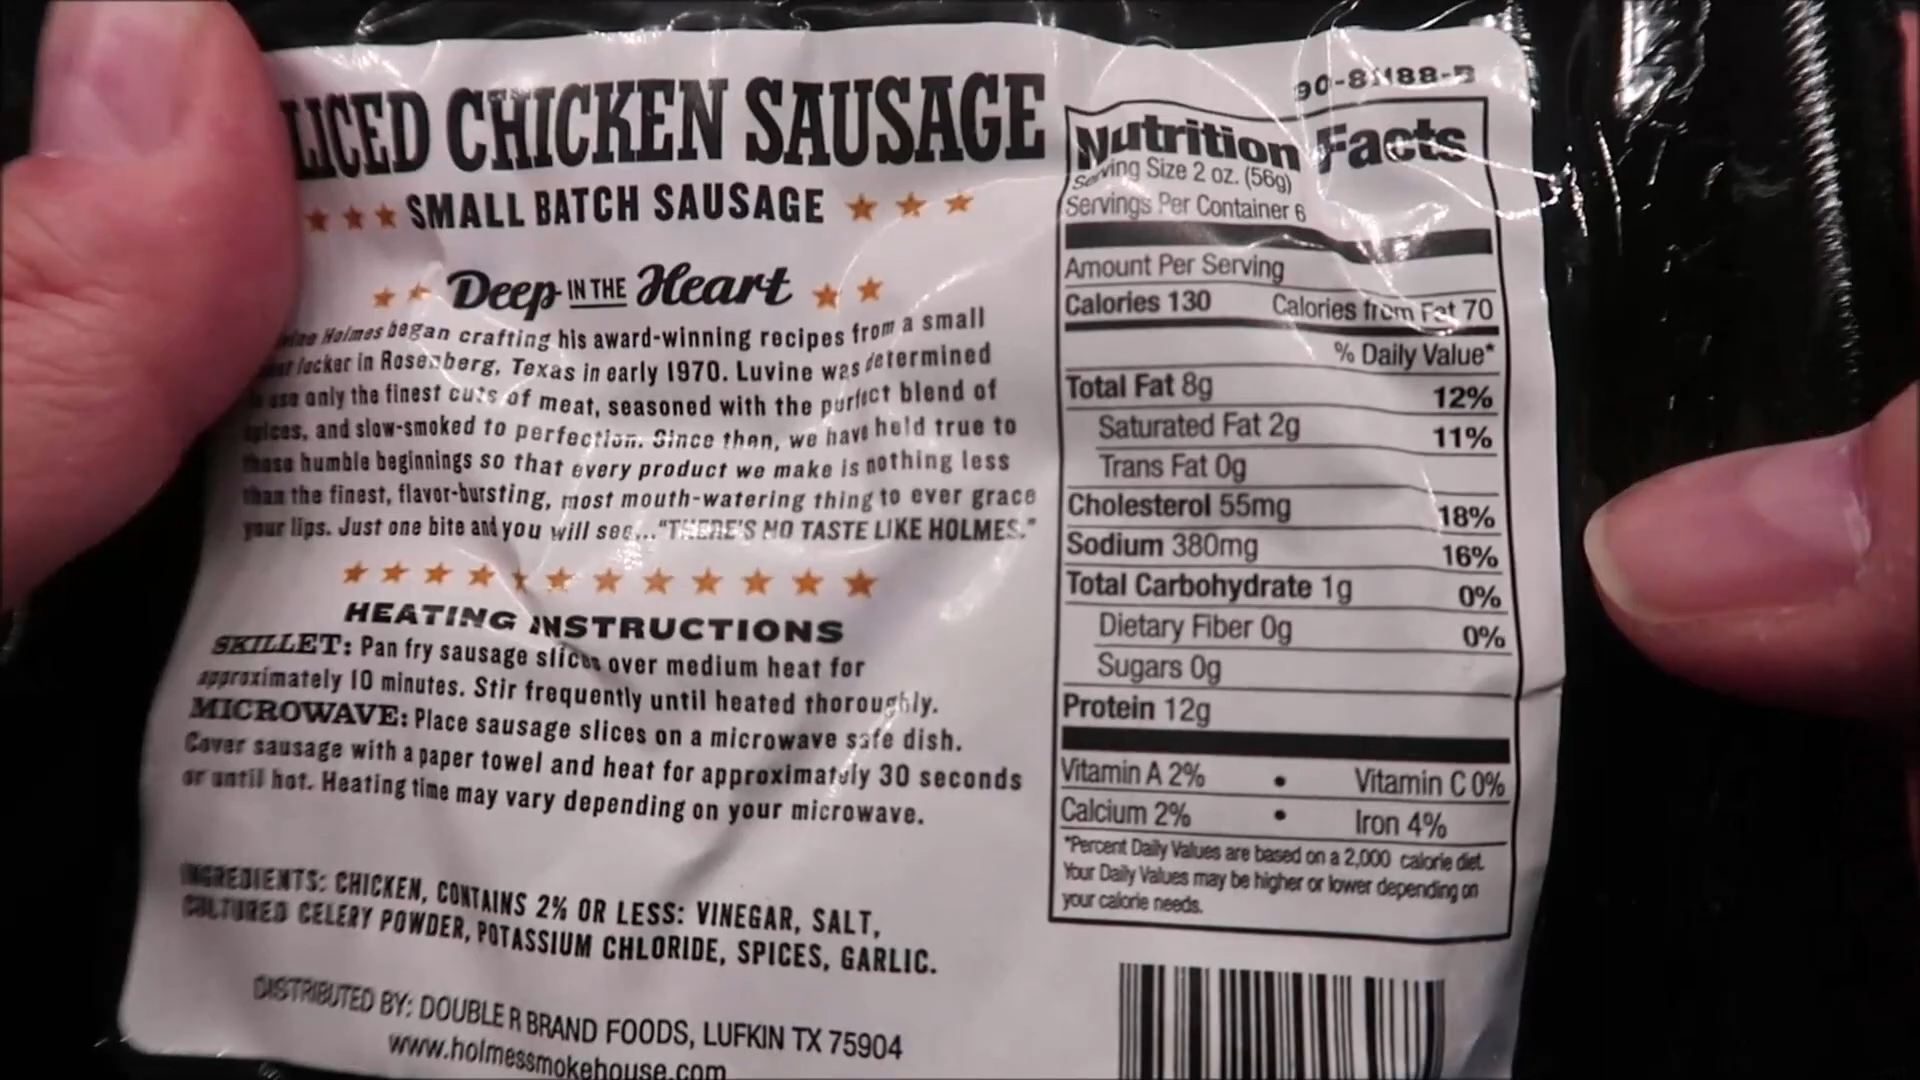 LICED CHICKEN SAUSAGE
SMALL BATCH SAUSAGE
Deep IN THE Heart
Holmes began crafting his award-winning recipes from a small
locker in Rosenberg, Texas in early 1970. Luvine was determined
use only the finest cuts of meat, seasoned with the perfect blend of
spices, and slow-smoked to perfection. Since then, we have held true to
those humble beginnings so that every product we make is nothing less
than the finest, flavor-bursting, most mouth-watering thing to ever grace
your lips. Just one bite and you will see... "THERE'S NO TASTE LIKE HOLMES."
HEATING INSTRUCTIONS
SKILLET: Pan fry sausage slices over medium heat for
approximately 10 minutes. Stir frequently until heated thoroughly.
MICROWAVE: Place sausage slices on a microwave safe dish.
Cover sausage with a paper towel and heat for approximately 30 seconds
or until hot. Heating time may vary depending on your microwave.
INGREDIENTS: CHICKEN, CONTAINS 2% OR LESS: VINEGAR, SALT,
CULTURED CELERY POWDER, POTASSIUM CHLORIDE, SPICES, GARLIC.
DISTRIBUTED BY: DOUBLE R BRAND FOODS, LUFKIN TX 75904
www.holmessmokehouse.com
Nutrition Facts
Serving Size 2 oz. (56g)
Servings Per Container 6
Amount Per Serving
Calories 130 Calories from Fat 70
% Daily Value*
Total Fat 8g 12%
Saturated Fat 2g 11%
Trans Fat 0g
Cholesterol 55mg 18%
Sodium 380mg 16%
Total Carbohydrate 1g 0%
Dietary Fiber 0g 0%
Sugars 0g
Protein 12g
Vitamin A 2% • Vitamin C 0%
Calcium 2% • Iron 4%
*Percent Daily Values are based on a 2,000 calorie diet.
Your Daily Values may be higher or lower depending on
your calorie needs.